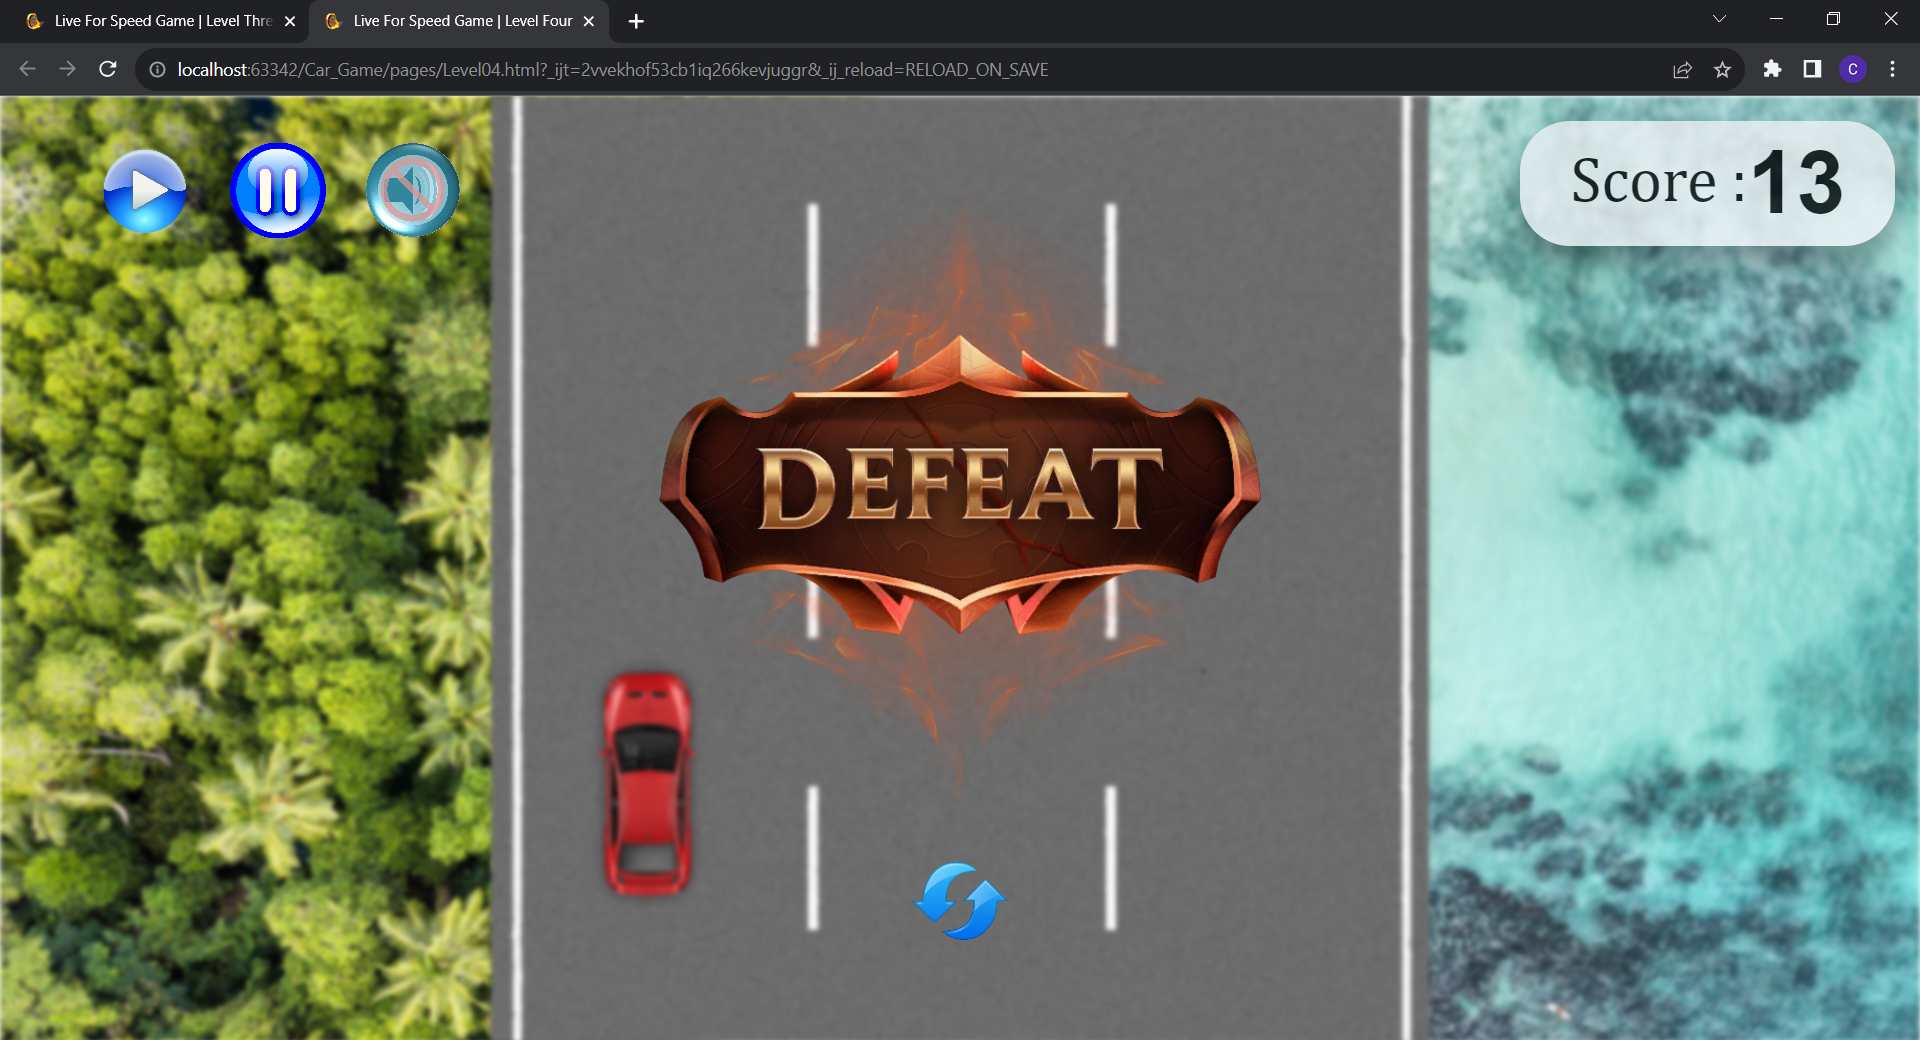 Live For Speed Game | Level Thre
Live For Speed Game | Level Four
localhost:63342/Car_Game/pages/Level04.html?_ijt=2vvekhof53cb1iq266kevjuggr&_ij_reload=RELOAD_ON_SAVE
C
Score :13
DEFEAT